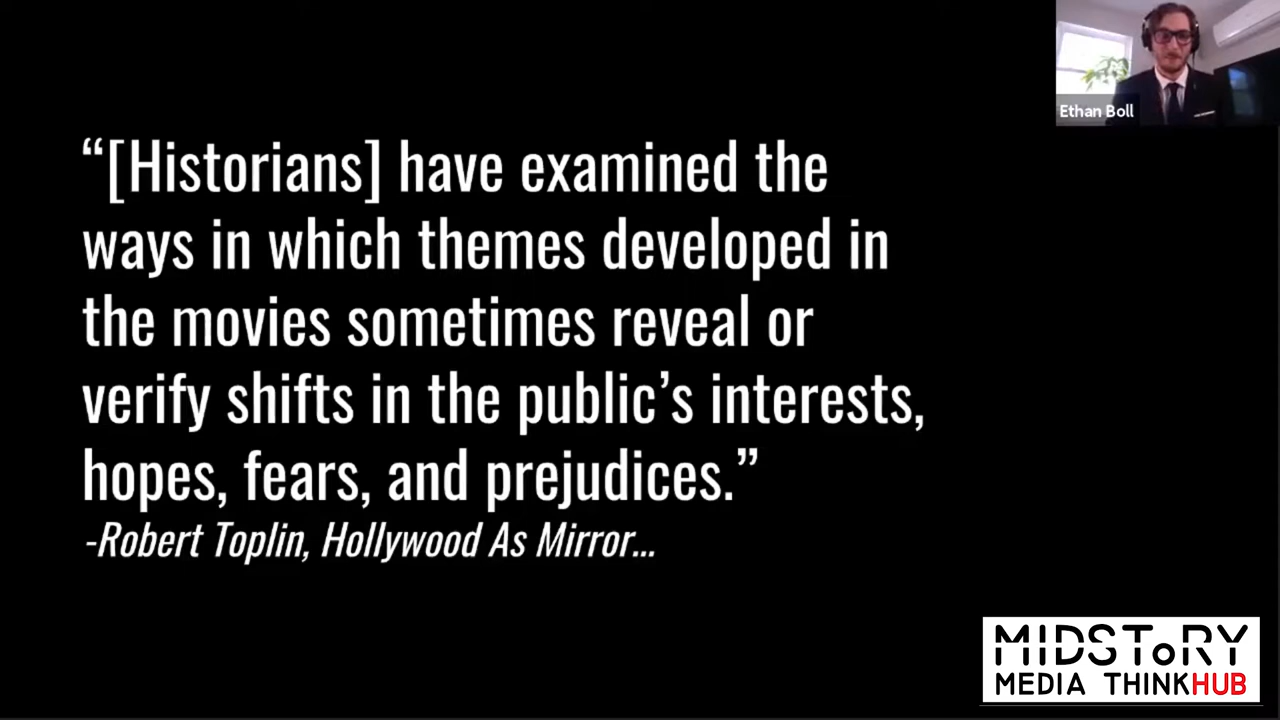 Ethan Boll
“[Historians] have examined the
ways in which themes developed in
the movies sometimes reveal or
verify shifts in the public’s interests,
hopes, fears, and prejudices.”
-Robert Toplin, Hollywood As Mirror...
MIDSToRY
MEDIA THINKHUB